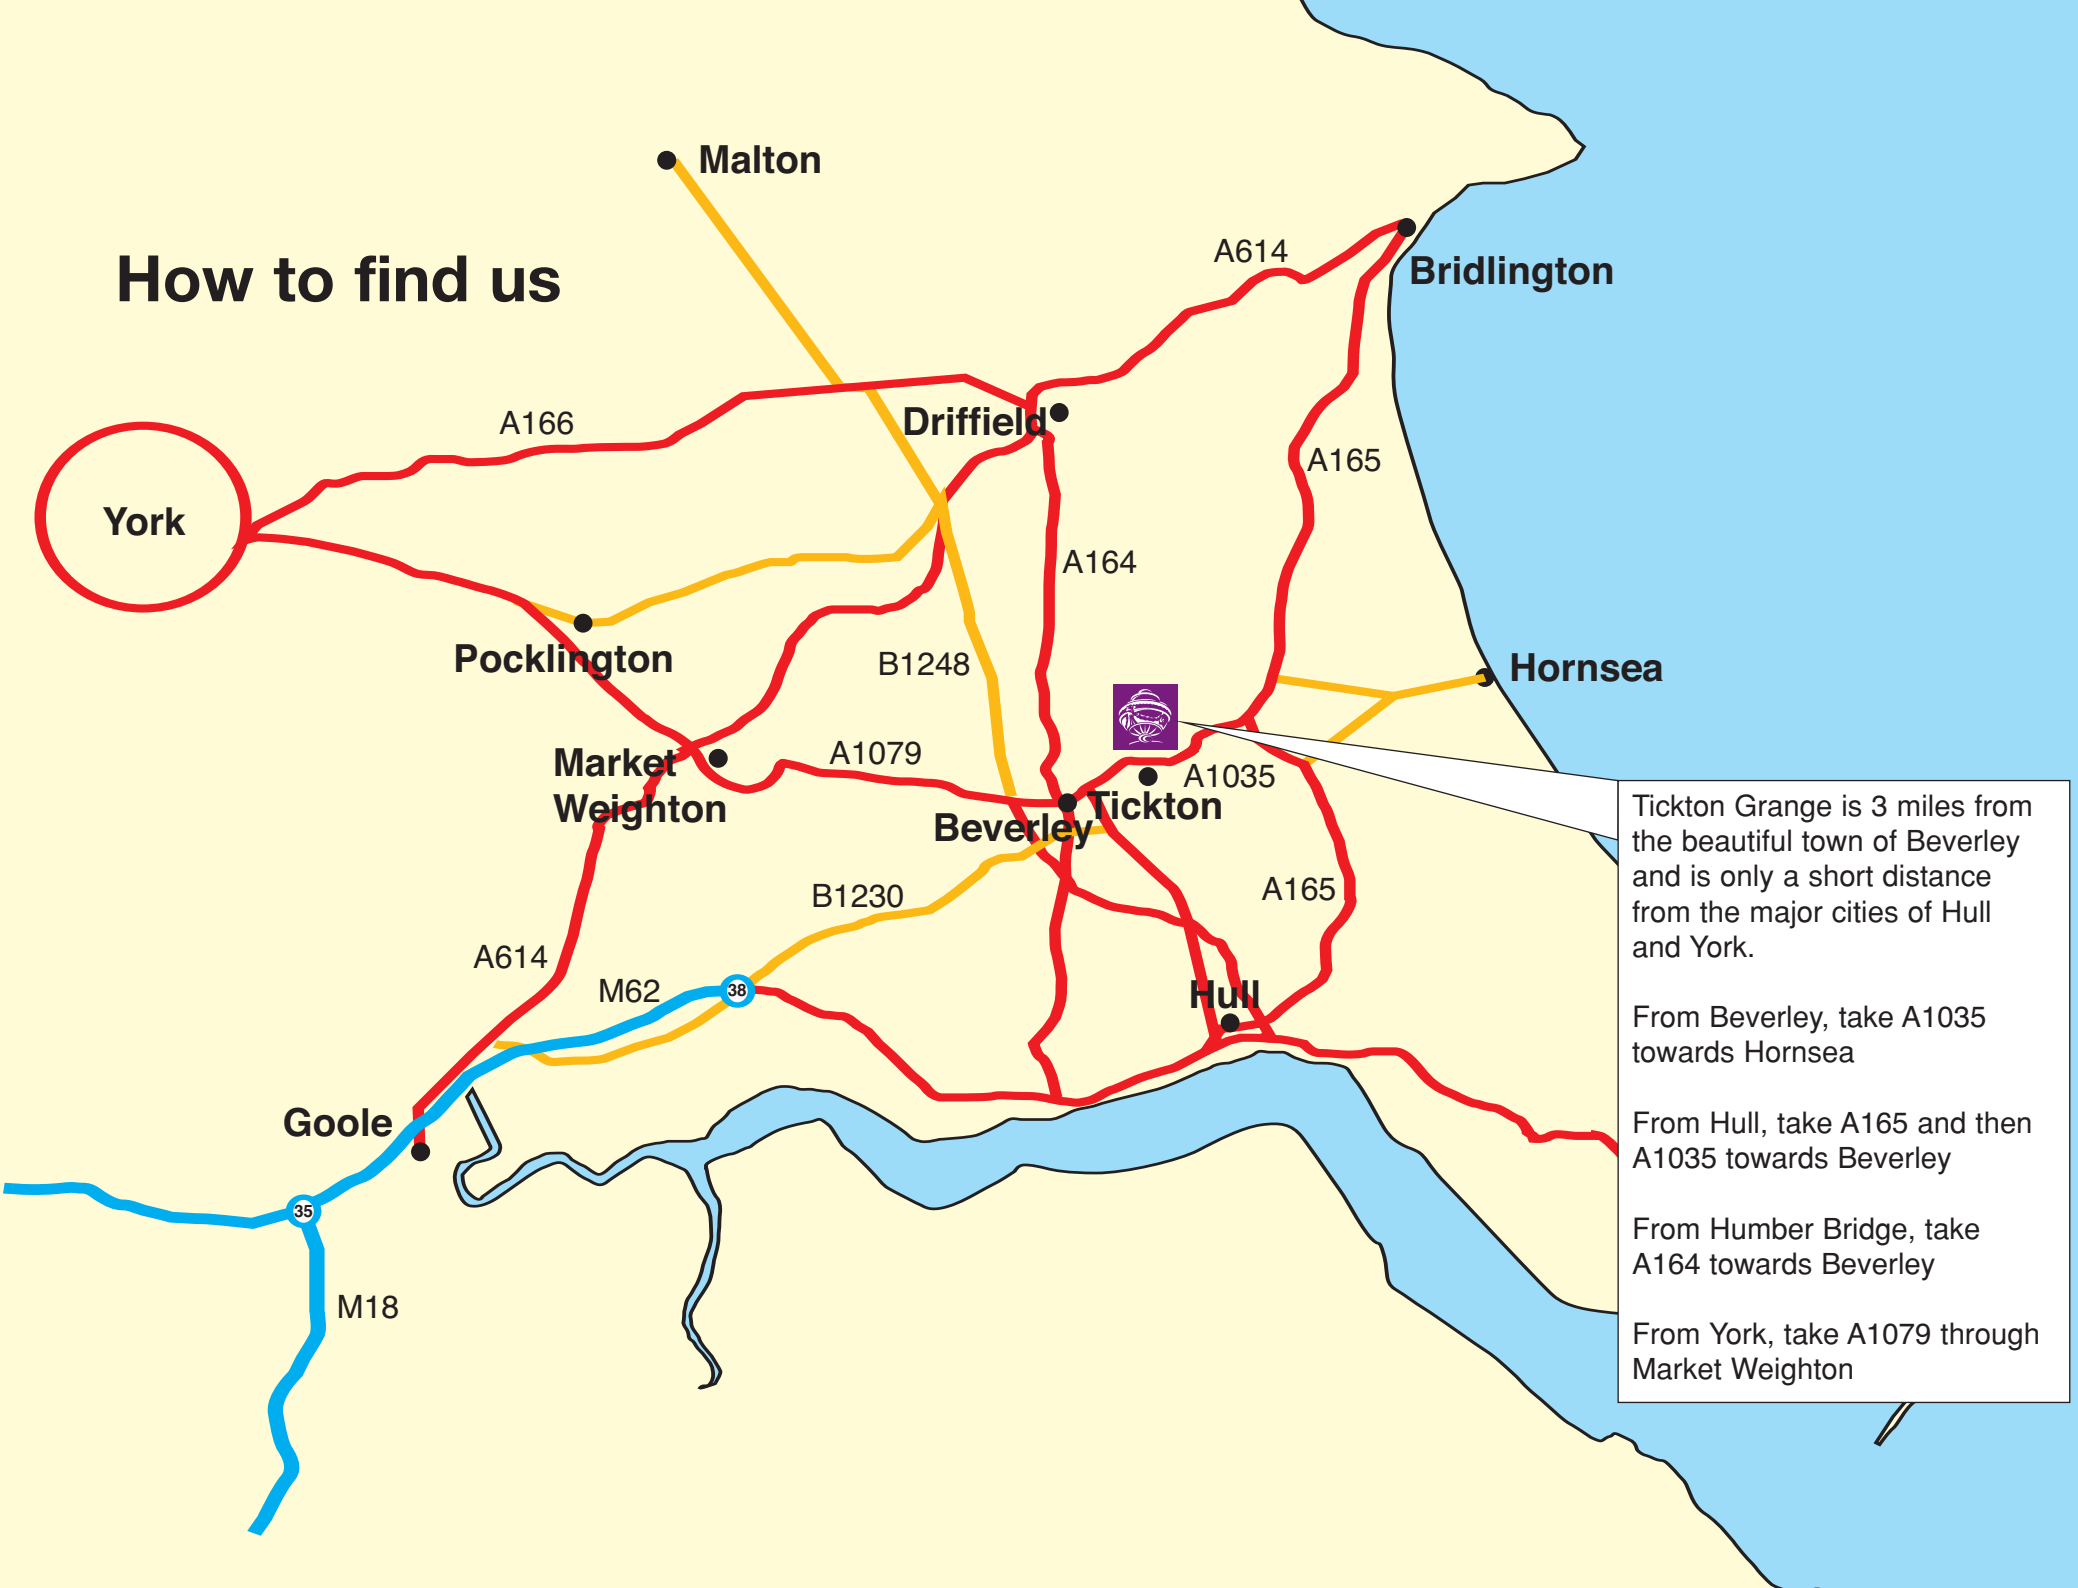 Malton
How to find us
A614
Bridlington
A166
Driffield
A165
York
A164
Pocklington
B1248
Hornsea
Market
Weighton
A1079
A1035
Tickton
Beverley
B1230
A165
A614
M62
38
Hull
Goole
35
M18
Tickton Grange is 3 miles from
the beautiful town of Beverley
and is only a short distance
from the major cities of Hull
and York.
From Beverley, take A1035
towards Hornsea
From Hull, take A165 and then
A1035 towards Beverley
From Humber Bridge, take
A164 towards Beverley
From York, take A1079 through
Market Weighton